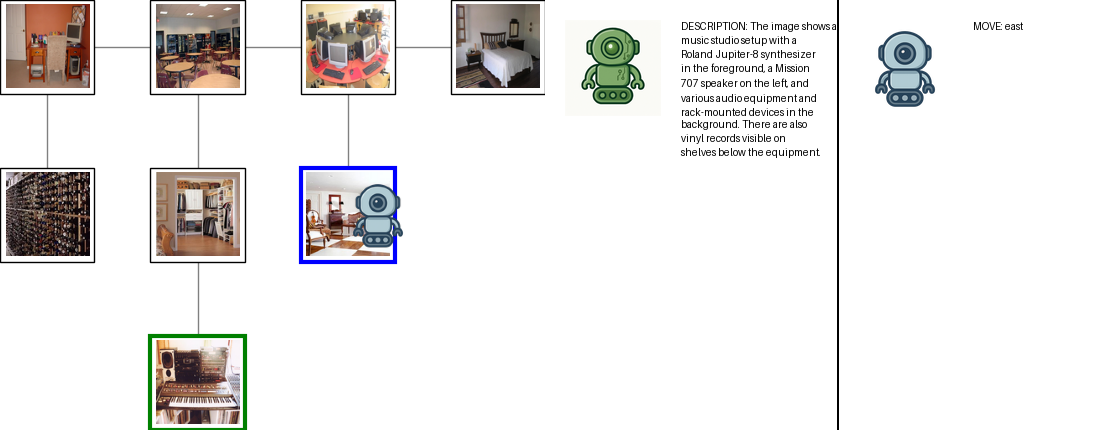 DESCRIPTION: The image shows a
music studio setup with a
Roland Jupiter-8 synthesizer
in the foreground, a Mission
707 speaker on the left, and
various audio equipment and
rack-mounted devices in the
background. There are also
vinyl records visible on
shelves below the equipment.
MOVE: east